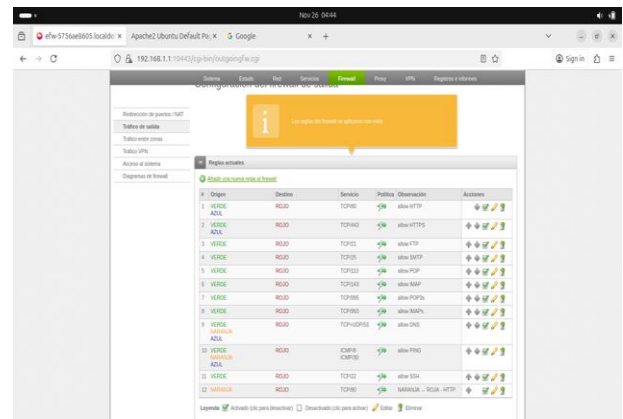 Nov 26 04:44
efw-5756ae8605.localdo
Apache2 Ubuntu Default Pa
Google
192.168.1.1:10443/cgi-bin/outgoingfw.cgi
Sign in
Sistema Estado Red Servicios Firewall Proxy VPN Registros e informes
Configuración del firewall de salida
Redirección de puertos / NAT
Tráfico de salida
Tráfico entre zonas
Tráfico VPN
Acceso al sistema
Diagramas de firewall
Las reglas del firewall se aplicaron con éxito
Reglas actuales
Añadir una nueva regla al firewall
# Origen Destino Servicio Política Observación Acciones
1 VERDE ROJO TCP/80 allow HTTP
AZUL
2 VERDE ROJO TCP/443 allow HTTPS
AZUL
3 VERDE ROJO TCP/21 allow FTP
4 VERDE ROJO TCP/25 allow SMTP
5 VERDE ROJO TCP/110 allow POP
6 VERDE ROJO TCP/143 allow IMAP
7 VERDE ROJO TCP/995 allow POP3s
8 VERDE ROJO TCP/993 allow IMAPs
9 VERDE ROJO TCP+UDP/53 allow DNS
NARANJA
AZUL
10 VERDE ROJO ICMP/8 allow PING
NARANJA ICMP/30
AZUL
11 VERDE ROJO TCP/22 allow SSH
12 NARANJA ROJO TCP/80 NARANJA → ROJA - HTTP
Leyenda Activado (clic para desactivar) Desactivado (clic para activar) Editar Eliminar